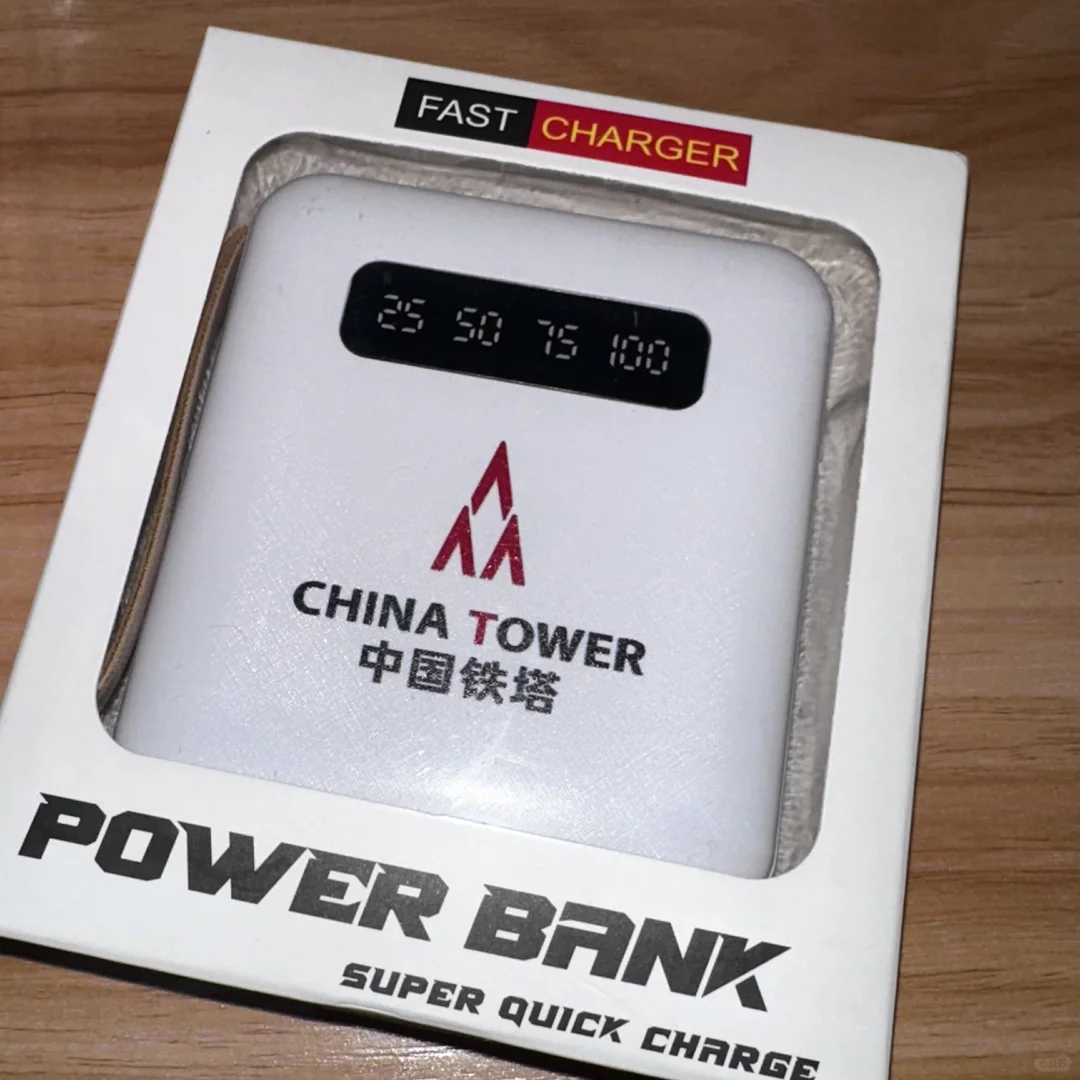 FAST CHARGER
25 50 75 100
CHINA TOWER
中国铁塔
POWER BANK
SUPER QUICK CHARGE